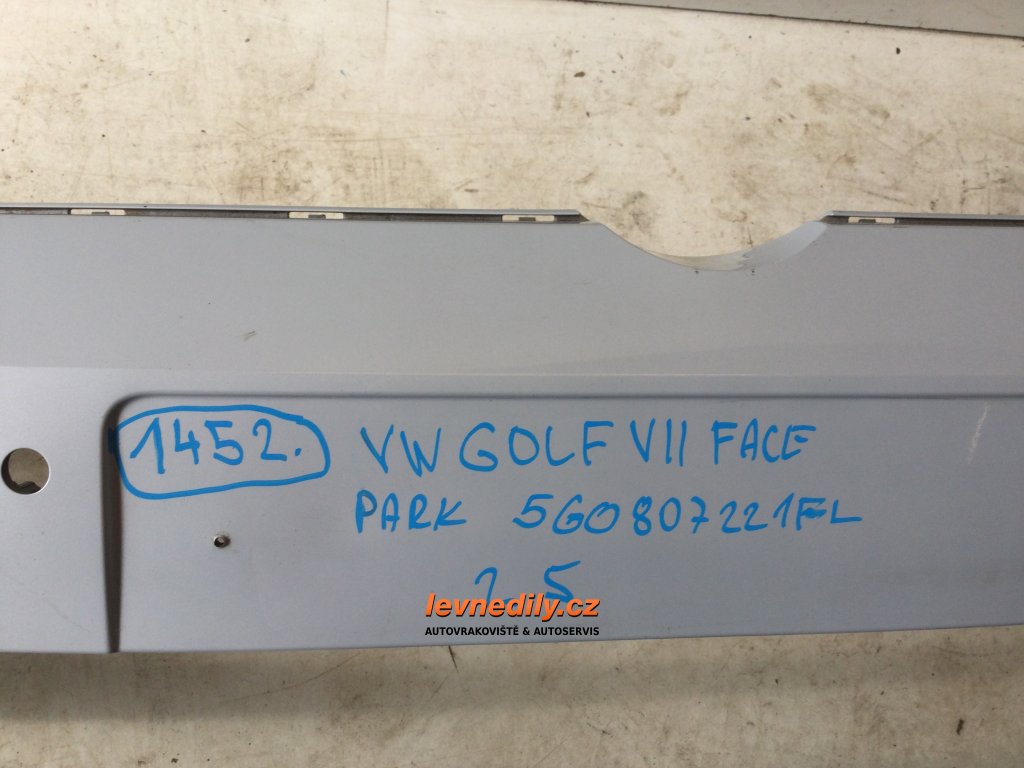 1452. VW GOLF VII FACE
PARK 5G0807221FL
levnedily.cz
AUTOVRAKOVIŠTĚ & AUTOSERVIS